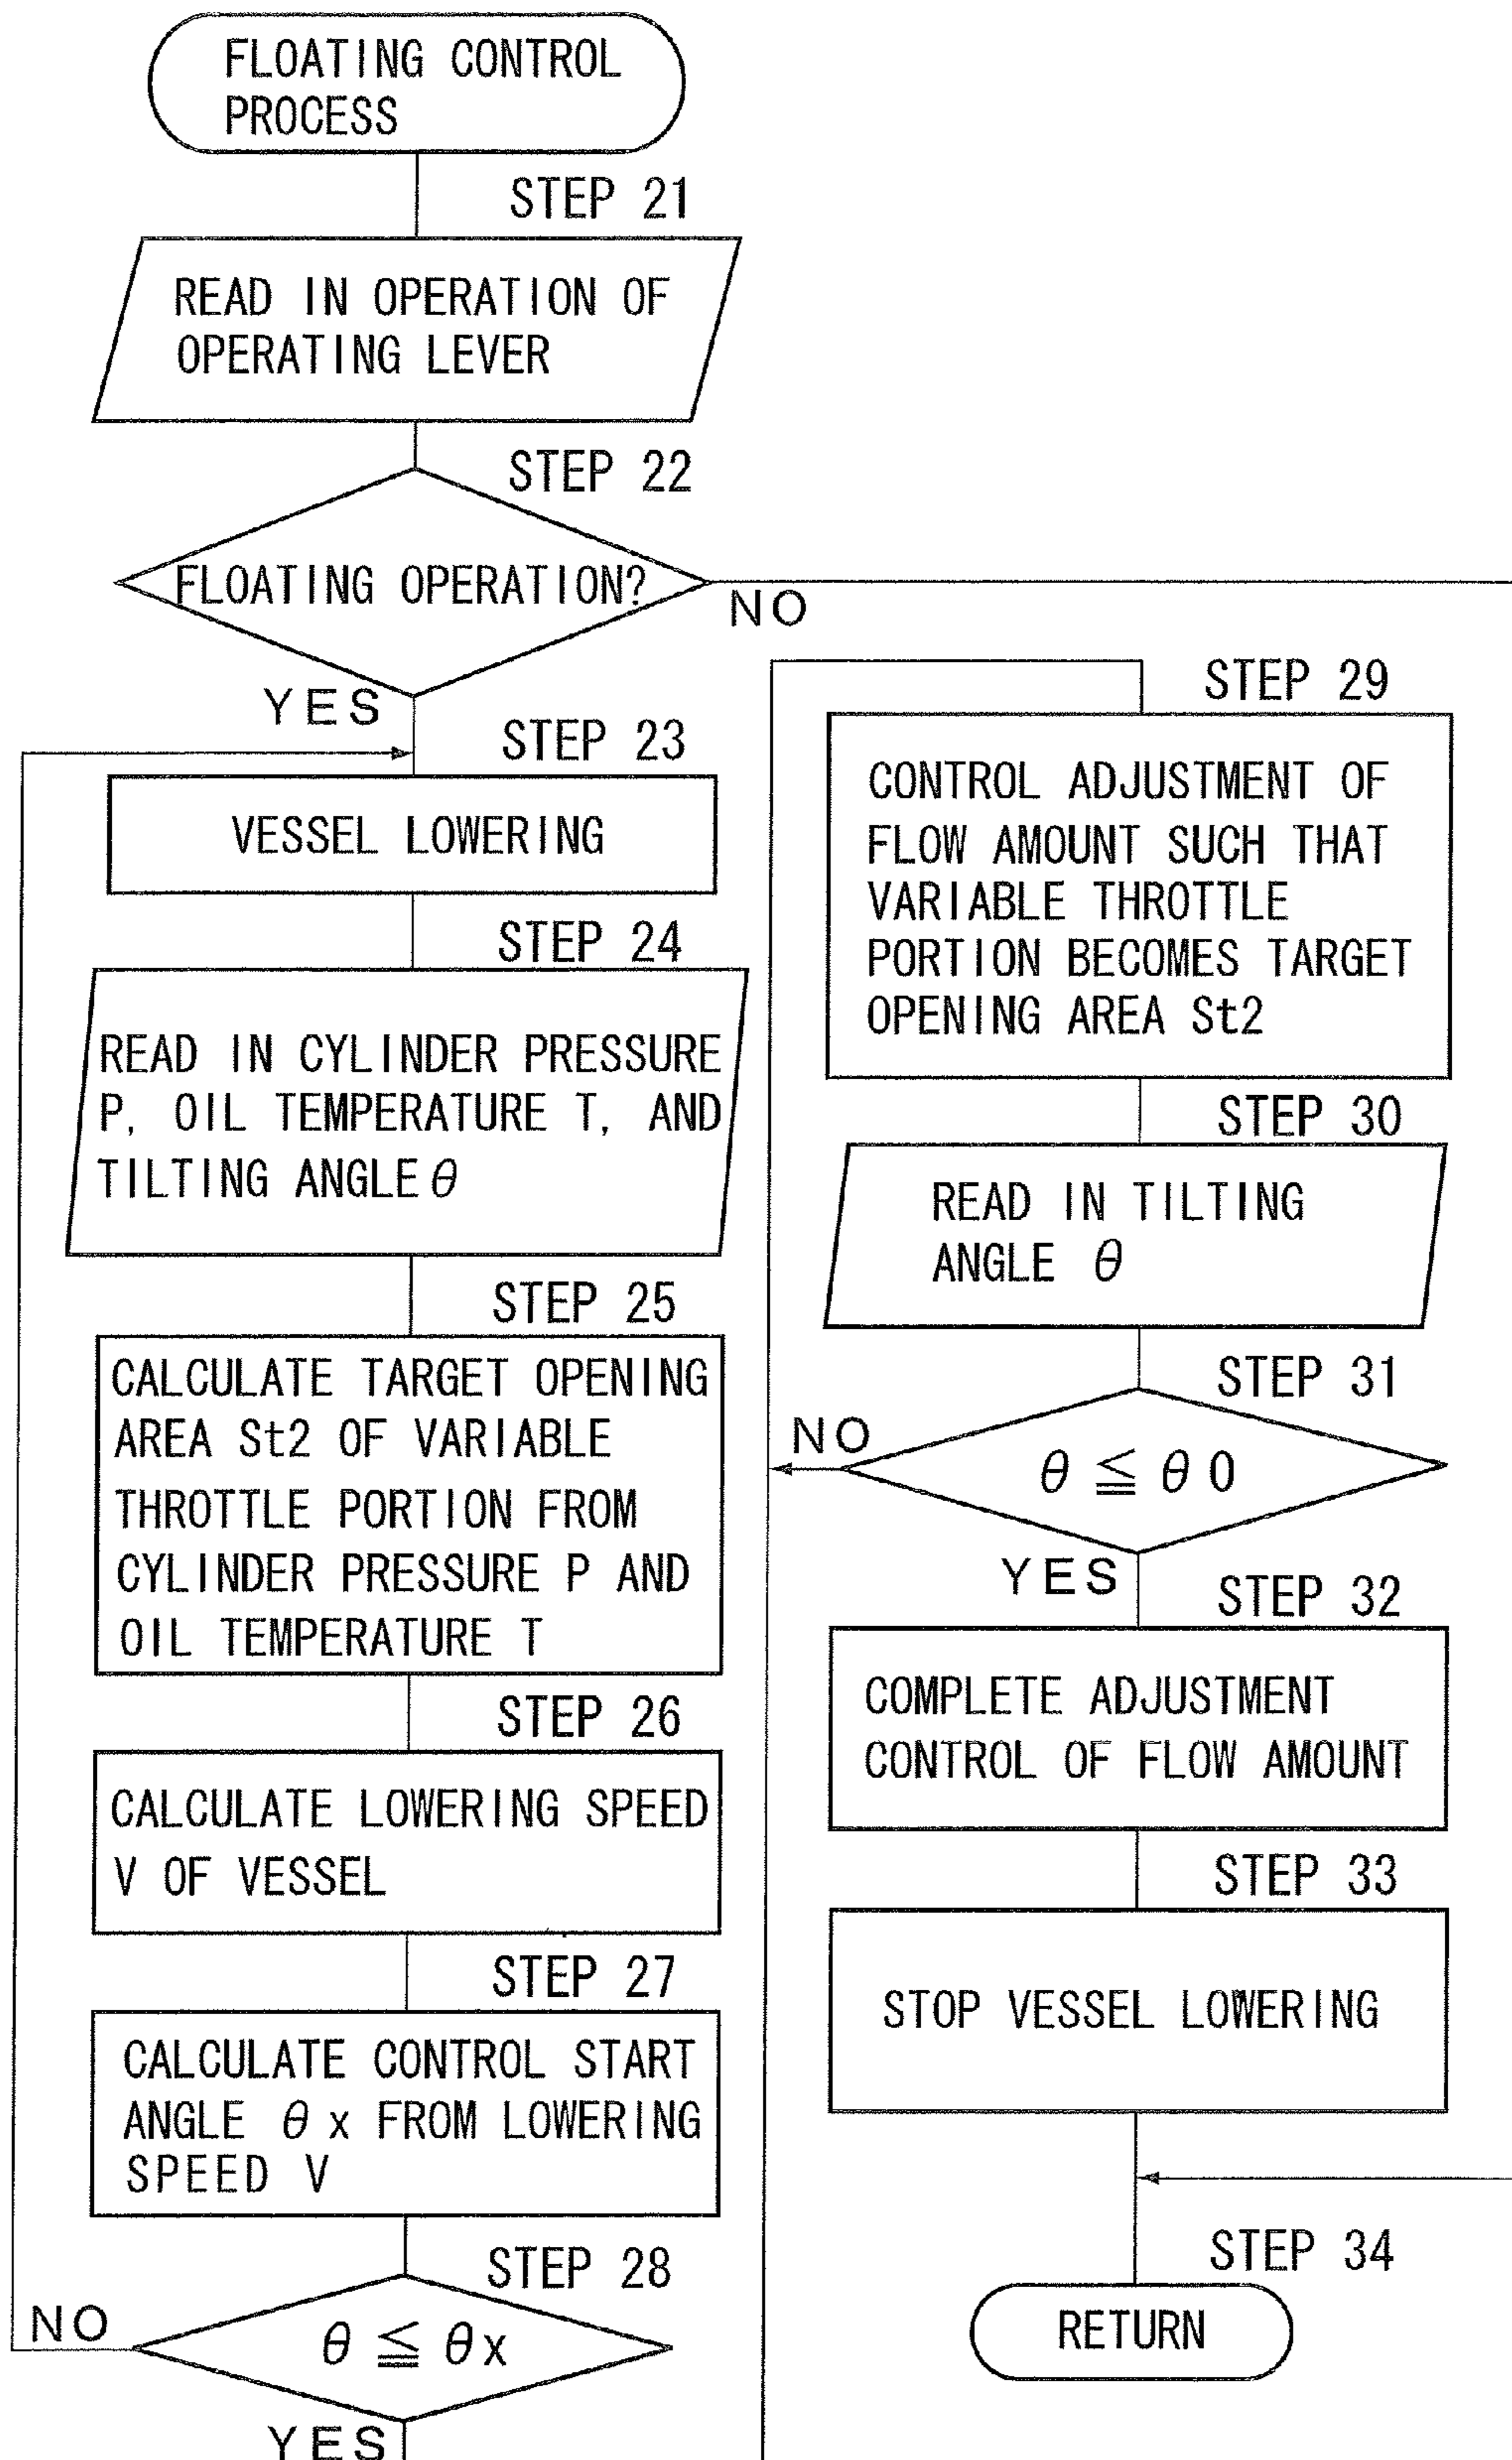 FLOATING CONTROL
PROCESS
STEP 21
READ IN OPERATION OF
OPERATING LEVER
STEP 22
FLOATING OPERATION?
NO
YES
STEP 23
VESSEL LOWERING
STEP 24
READ IN CYLINDER PRESSURE
P, OIL TEMPERATURE T, AND
TILTING ANGLE θ
STEP 25
CALCULATE TARGET OPENING
AREA St2 OF VARIABLE
THROTTLE PORTION FROM
CYLINDER PRESSURE P AND
OIL TEMPERATURE T
STEP 26
CALCULATE LOWERING SPEED
V OF VESSEL
STEP 27
CALCULATE CONTROL START
ANGLE θx FROM LOWERING
SPEED V
STEP 28
NO
θ ≦ θx
YES
STEP 29
CONTROL ADJUSTMENT OF
FLOW AMOUNT SUCH THAT
VARIABLE THROTTLE
PORTION BECOMES TARGET
OPENING AREA St2
STEP 30
READ IN TILTING
ANGLE θ
STEP 31
NO
θ ≦ θ0
YES
STEP 32
COMPLETE ADJUSTMENT
CONTROL OF FLOW AMOUNT
STEP 33
STOP VESSEL LOWERING
STEP 34
RETURN